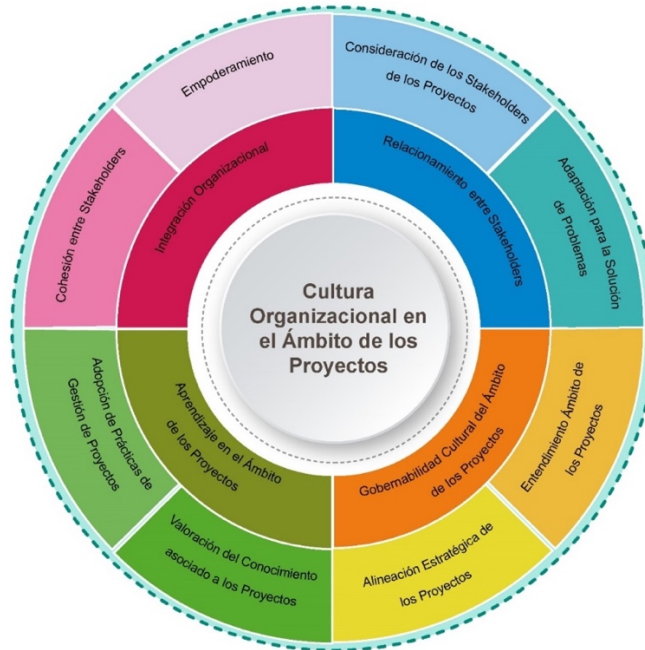 Empoderamiento
Consideración de los Stakeholders
de los Proyectos
Cohesión entre Stakeholders
Integración Organizacional
Relacionamiento entre Stakeholders
Adaptación para la Solución
de Problemas
Cultura
Organizacional en
el Ámbito de los
Proyectos
Adopción de Prácticas de
Gestión de Proyectos
Aprendizaje en el Ámbito
de los Proyectos
Gobernabilidad Cultural del Ámbito
de los Proyectos
Entendimiento Ámbito de
los Proyectos
Valoración del Conocimiento
asociado a los Proyectos
Alineación Estratégica de
los Proyectos